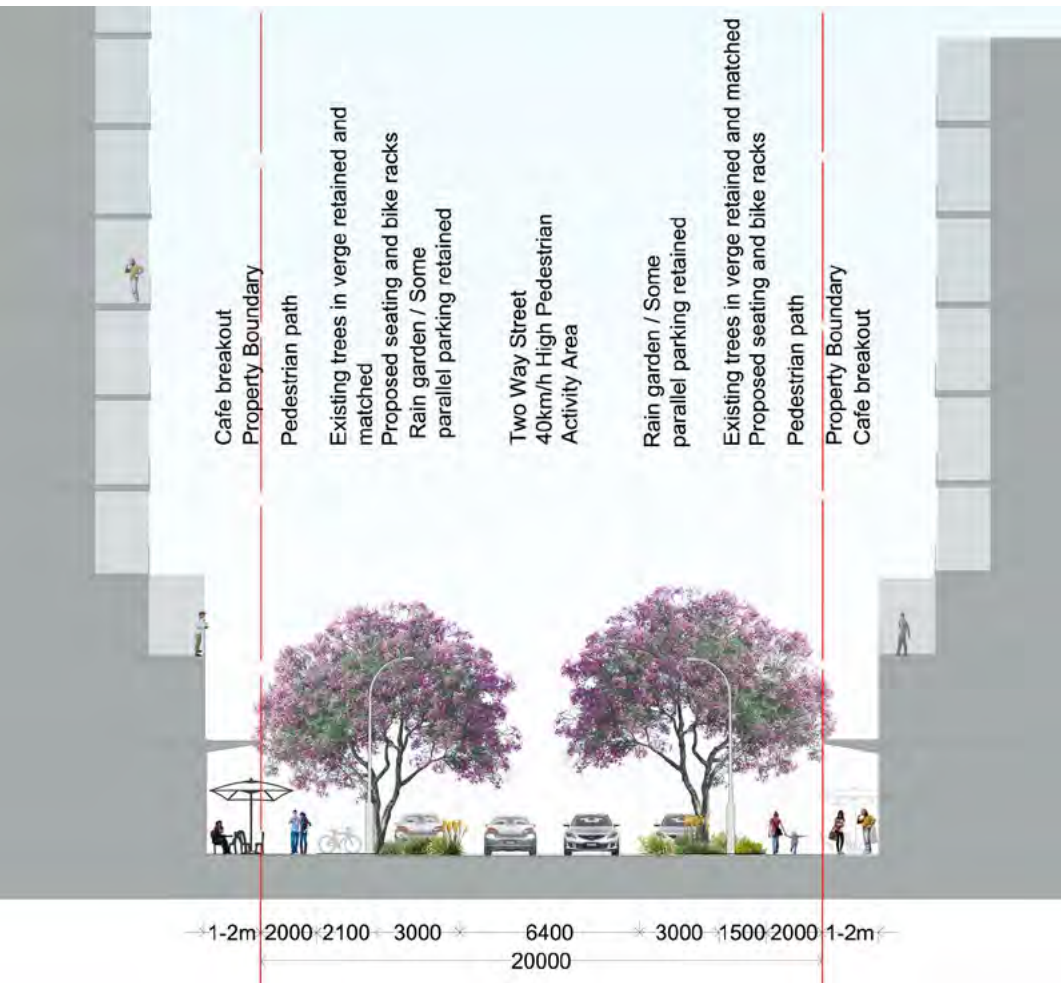 Cafe breakout
Property Boundary
Pedestrian path
Existing trees in verge retained and
matched
Proposed seating and bike racks
Rain garden / Some
parallel parking retained
Two Way Street
40km/h High Pedestrian
Activity Area
Rain garden / Some
parallel parking retained
Existing trees in verge retained and matched
Proposed seating and bike racks
Pedestrian path
Property Boundary
Cafe breakout
1-2m 2000 2100 3000 6400 3000 1500 2000 1-2m
20000